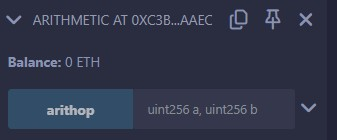 ARITHMETIC AT 0XC3B...AAEC
Balance: 0 ETH
arithop uint256 a, uint256 b